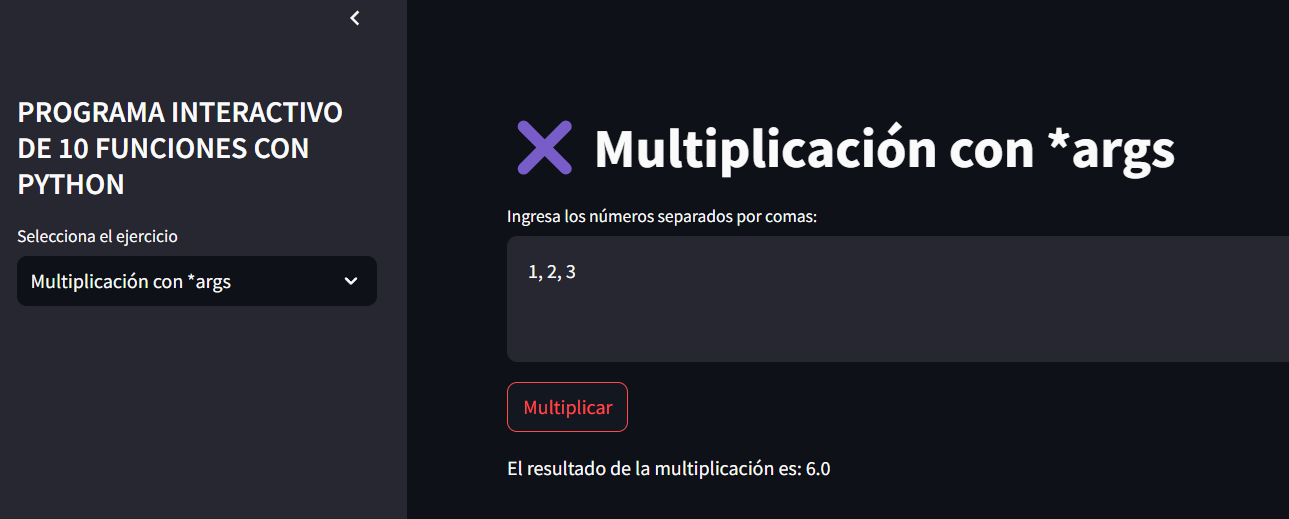 PROGRAMA INTERACTIVO
DE 10 FUNCIONES CON
PYTHON
Selecciona el ejercicio
Multiplicación con *args
Multiplicación con *args
Ingresa los números separados por comas:
1, 2, 3
Multiplicar
El resultado de la multiplicación es: 6.0